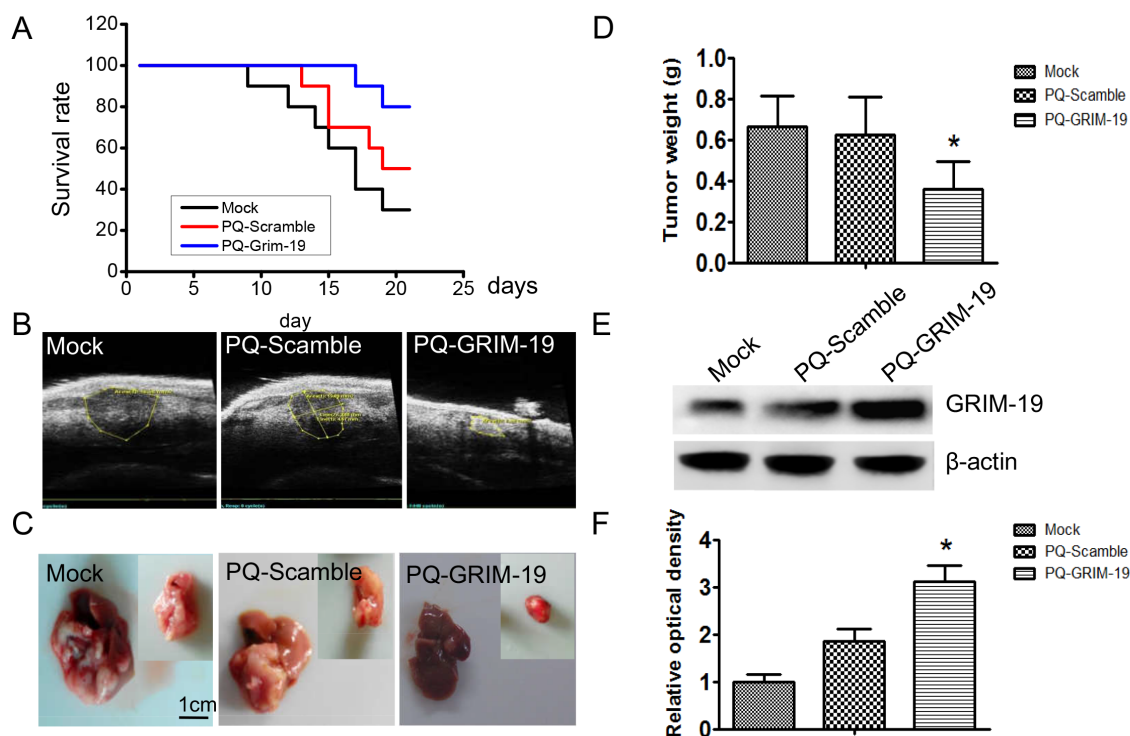 A
120
100
80
60
40
20
0
Survival rate
0 5 10 15 20 25 days
day
Mock
PQ-Scramble
PQ-Grim-19
B
Mock
PQ-Scamble
PQ-GRIM-19
C
Mock
PQ-Scamble
PQ-GRIM-19
1cm
D
1.0
0.8
0.6
0.4
0.2
0.0
Tumor weight (g)
*
Mock
PQ-Scamble
PQ-GRIM-19
E
Mock
PQ-Scamble
PQ-GRIM-19
GRIM-19
β-actin
F
4
3
2
1
0
Relative optical density
*
Mock
PQ-Scamble
PQ-GRIM-19